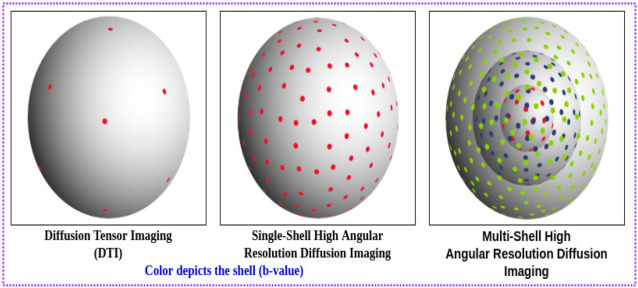 Diffusion Tensor Imaging
(DTI)
Single-Shell High Angular
Resolution Diffusion Imaging
Multi-Shell High
Angular Resolution Diffusion
Imaging
Color depicts the shell (b-value)